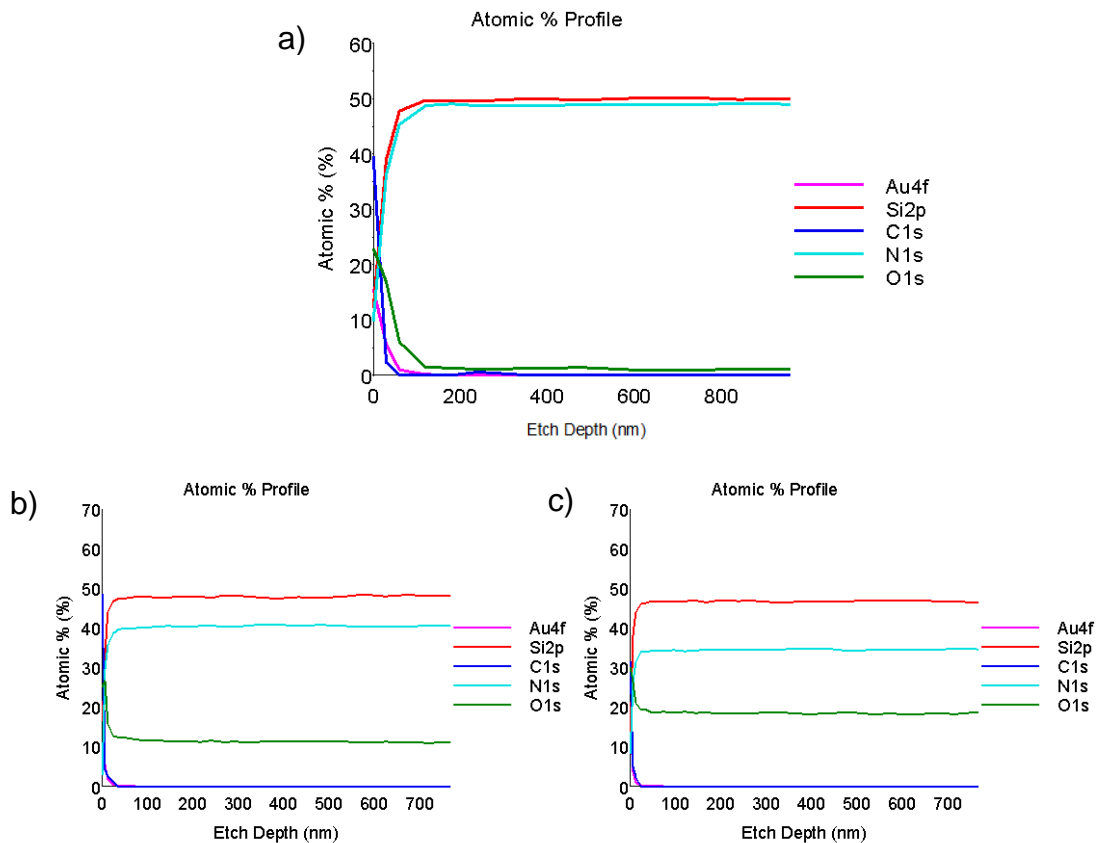 a)
Atomic % Profile
Atomic % (%)
60
50
40
30
20
10
0
0 200 400 600 800
Etch Depth (nm)
Au4f
Si2p
C1s
N1s
O1s
b)
Atomic % Profile
Atomic % (%)
70
60
50
40
30
20
10
0
0 100 200 300 400 500 600 700
Etch Depth (nm)
Au4f
Si2p
C1s
N1s
O1s
c)
Atomic % Profile
Atomic % (%)
70
60
50
40
30
20
10
0
0 100 200 300 400 500 600 700
Etch Depth (nm)
Au4f
Si2p
C1s
N1s
O1s